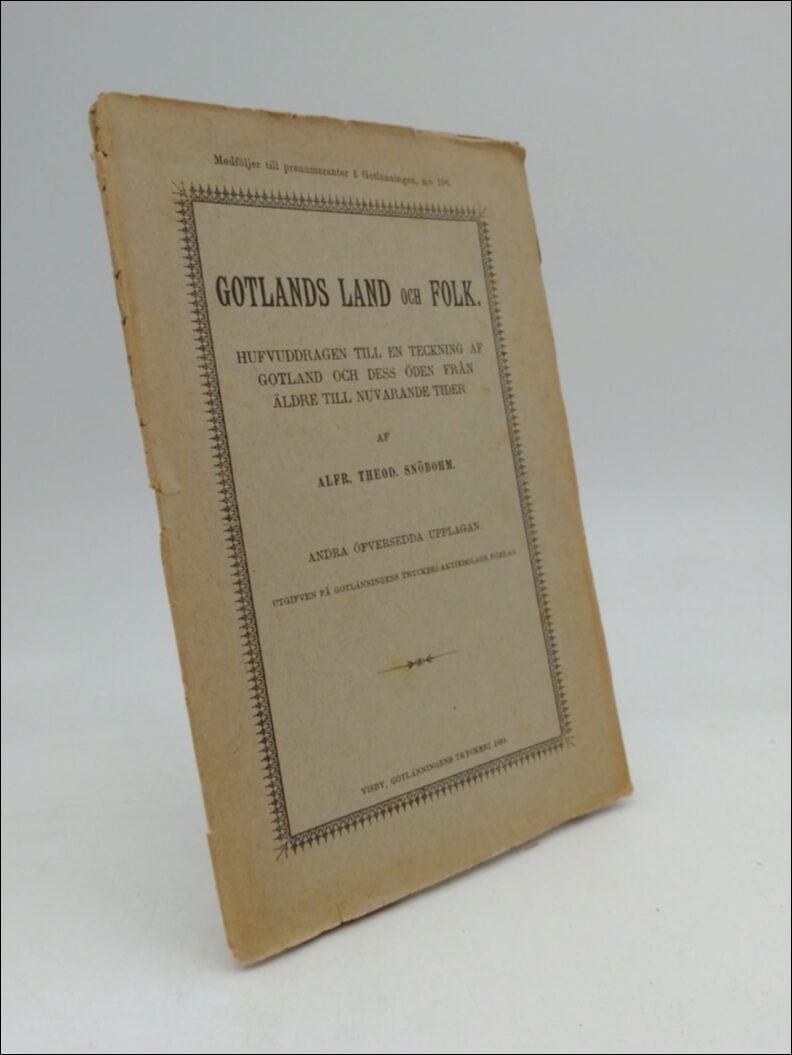 Medföljer till prenumeranter å Gotlänningen, n:o 196.
GOTLANDS LAND OCH FOLK.
HUFVUDDRAGEN TILL EN TECKNING AF
GOTLAND OCH DESS ÖDEN FRÅN
ÄLDRE TILL NUVARANDE TIDER
AF
ALFR. THEOD. SNÖBOHM.
ANDRA ÖFVERSEDDA UPPLAGAN.
UTGIFVEN PÅ GOTLÄNNINGENS TRYCKERI-AKTIEBOLAGS FÖRLAG.
VISBY, GOTLÄNNINGENS TRYCKERI